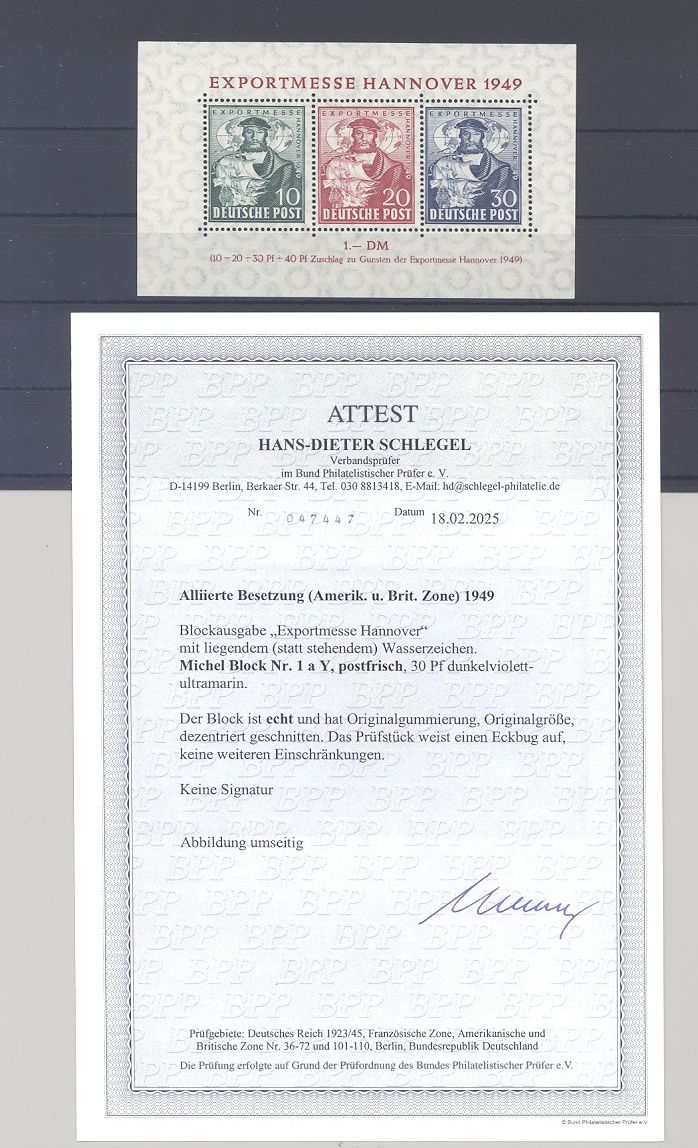 EXPORTMESSE HANNOVER 1949
EXPORTMESSE HANNOVER 1949
10
DEUTSCHE POST
EXPORTMESSE HANNOVER 1949
20
DEUTSCHE POST
EXPORTMESSE HANNOVER 1949
30
DEUTSCHE POST
1.— DM
(10+20+30 Pf+40 Pf Zuschlag zu Gunsten der Exportmesse Hannover 1949)
ATTEST
HANS-DIETER SCHLEGEL
Verbandsprüfer
im Bund Philatelistischer Prüfer e. V.
D-14199 Berlin, Berkaer Str. 44, Tel. 030 8813418, E-Mail: hd@schlegel-philatelie.de
Nr. 047447 Datum 18.02.2025
Alliierte Besetzung (Amerik. u. Brit. Zone) 1949
Blockausgabe „Exportmesse Hannover“
mit liegendem (statt stehendem) Wasserzeichen.
Michel Block Nr. 1 a Y, postfrisch, 30 Pf dunkelviolett-
ultramarin.
Der Block ist echt und hat Originalgummierung, Originalgröße,
dezentriert geschnitten. Das Prüfstück weist einen Eckbug auf,
keine weiteren Einschränkungen.
Keine Signatur
Abbildung umseitig
Prüfgebiete: Deutsches Reich 1923/45, Französische Zone, Amerikanische und
Britische Zone Nr. 36-72 und 101-110, Berlin, Bundesrepublik Deutschland
Die Prüfung erfolgte auf Grund der Prüfordnung des Bundes Philatelistischer Prüfer e.V.
© Bund Philatelistischer Prüfer e.V